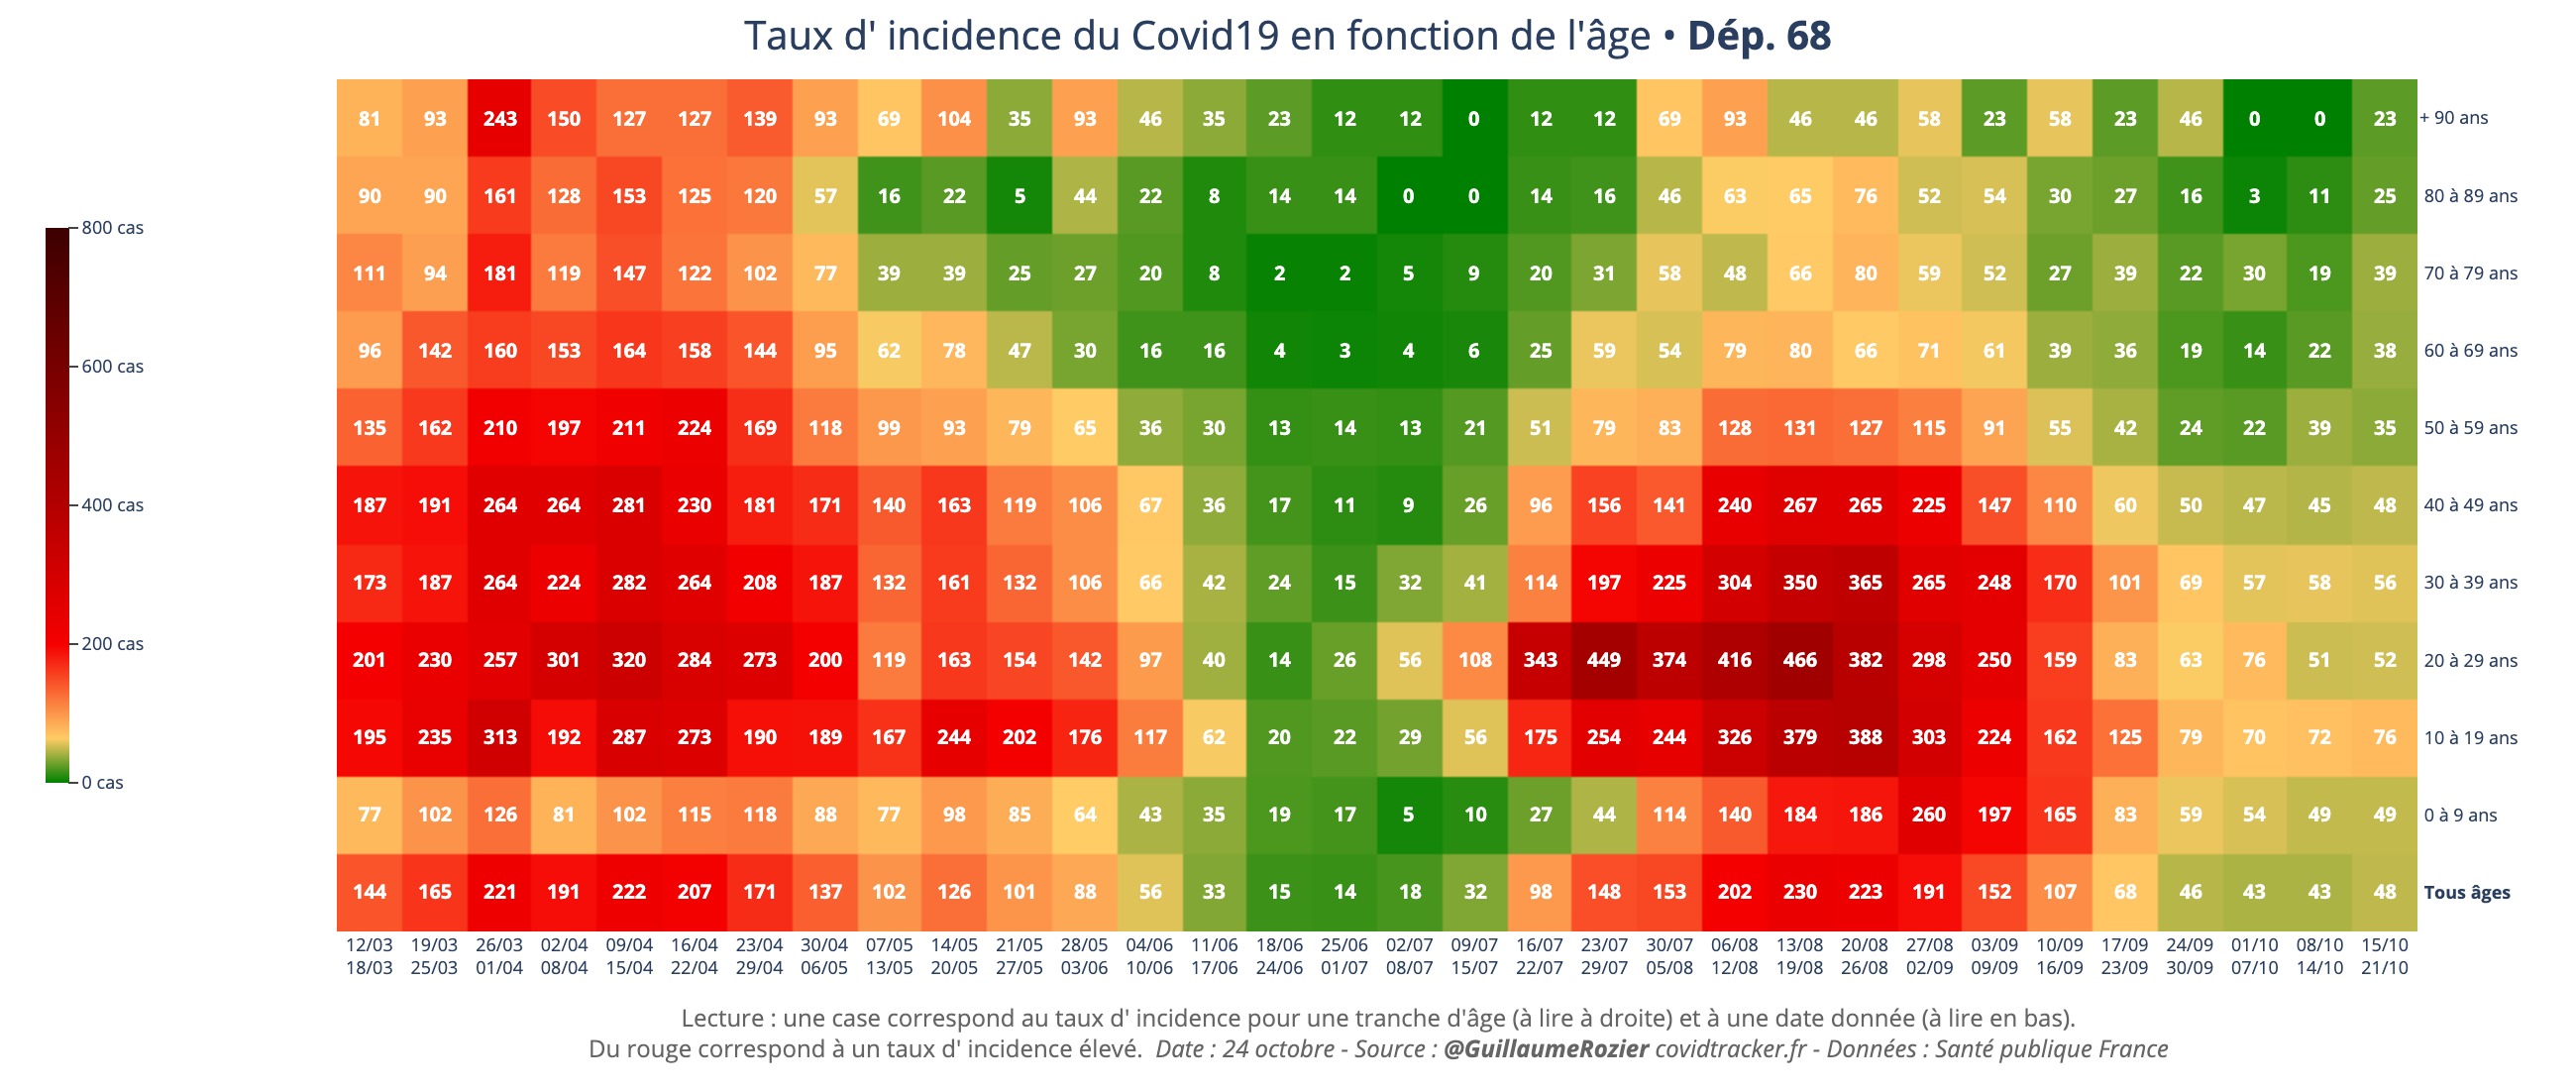 Taux d' incidence du Covid19 en fonction de l'âge • Dép. 68
81 93 243 150 127 127 139 93 69 104 35 93 46 35 23 12 12 0 12 12 69 93 46 46 58 23 58 23 46 0 0 23 + 90 ans
90 90 161 128 153 125 120 57 16 22 5 44 22 8 14 14 0 0 14 16 46 63 65 76 52 54 30 27 16 3 11 25 80 à 89 ans
800 cas
111 94 181 119 147 122 102 77 39 39 25 27 20 8 2 2 5 9 20 31 58 48 66 80 59 52 27 39 22 30 19 39 70 à 79 ans
96 142 160 153 164 158 144 95 62 78 47 30 16 16 4 3 4 6 25 59 54 79 80 66 71 61 39 36 19 14 22 38 60 à 69 ans
600 cas
135 162 210 197 211 224 169 118 99 93 79 65 36 30 13 14 13 21 51 79 83 128 131 127 115 91 55 42 24 22 39 35 50 à 59 ans
400 cas
187 191 264 264 281 230 181 171 140 163 119 106 67 36 17 11 9 26 96 156 141 240 267 265 225 147 110 60 50 47 45 48 40 à 49 ans
173 187 264 224 282 264 208 187 132 161 132 106 66 42 24 15 32 41 114 197 225 304 350 365 265 248 170 101 69 57 58 56 30 à 39 ans
200 cas
201 230 257 301 320 284 273 200 119 163 154 142 97 40 14 26 56 108 343 449 374 416 466 382 298 250 159 83 63 76 51 52 20 à 29 ans
195 235 313 192 287 273 190 189 167 244 202 176 117 62 20 22 29 56 175 254 244 326 379 388 303 224 162 125 79 70 72 76 10 à 19 ans
0 cas
77 102 126 81 102 115 118 88 77 98 85 64 43 35 19 17 5 10 27 44 114 140 184 186 260 197 165 83 59 54 49 49 0 à 9 ans
144 165 221 191 222 207 171 137 102 126 101 88 56 33 15 14 18 32 98 148 153 202 230 223 191 152 107 68 46 43 43 48 Tous âges
12/03 19/03 26/03 02/04 09/04 16/04 23/04 30/04 07/05 14/05 21/05 28/05 04/06 11/06 18/06 25/06 02/07 09/07 16/07 23/07 30/07 06/08 13/08 20/08 27/08 03/09 10/09 17/09 24/09 01/10 08/10 15/10
18/03 25/03 01/04 08/04 15/04 22/04 29/04 06/05 13/05 20/05 27/05 03/06 10/06 17/06 24/06 01/07 08/07 15/07 22/07 29/07 05/08 12/08 19/08 26/08 02/09 09/09 16/09 23/09 30/09 07/10 14/10 21/10
Lecture : une case correspond au taux d' incidence pour une tranche d'âge (à lire à droite) et à une date donnée (à lire en bas).
Du rouge correspond à un taux d' incidence élevé. Date : 24 octobre - Source : @GuillaumeRozier covidtracker.fr - Données : Santé publique France